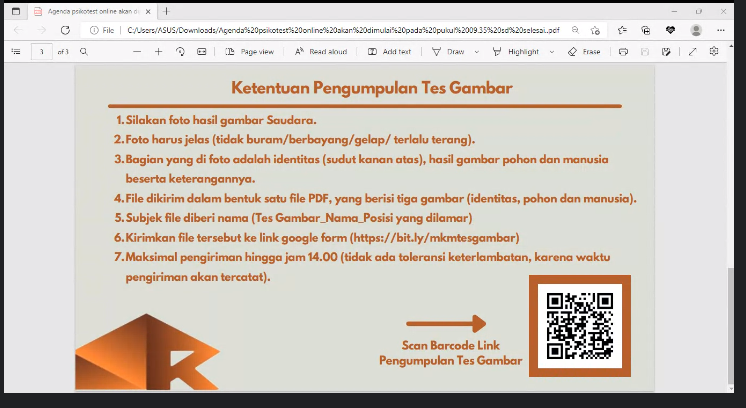 Agenda psikotest online akan di
File
C:/Users/ASUS/Downloads/Agenda%20psikotest%20online%20akan%20dimulai%20pada%20pukul%2009.35%20sd%20selesai..pdf
3 of 3
Page view
Read aloud
Add text
Draw
Highlight
Erase
Ketentuan Pengumpulan Tes Gambar
1. Silakan foto hasil gambar Saudara.
2. Foto harus jelas (tidak buram/berbayang/gelap/ terlalu terang).
3. Bagian yang di foto adalah identitas (sudut kanan atas), hasil gambar pohon dan manusia
beserta keterangannya.
4. File dikirim dalam bentuk satu file PDF, yang berisi tiga gambar (identitas, pohon dan manusia).
5. Subjek file diberi nama (Tes Gambar_Nama_Posisi yang dilamar)
6. Kirimkan file tersebut ke link google form (https://bit.ly/mkmtesgambar)
7. Maksimal pengiriman hingga jam 14.00 (tidak ada toleransi keterlambatan, karena waktu
pengiriman akan tercatat).
Scan Barcode Link
Pengumpulan Tes Gambar